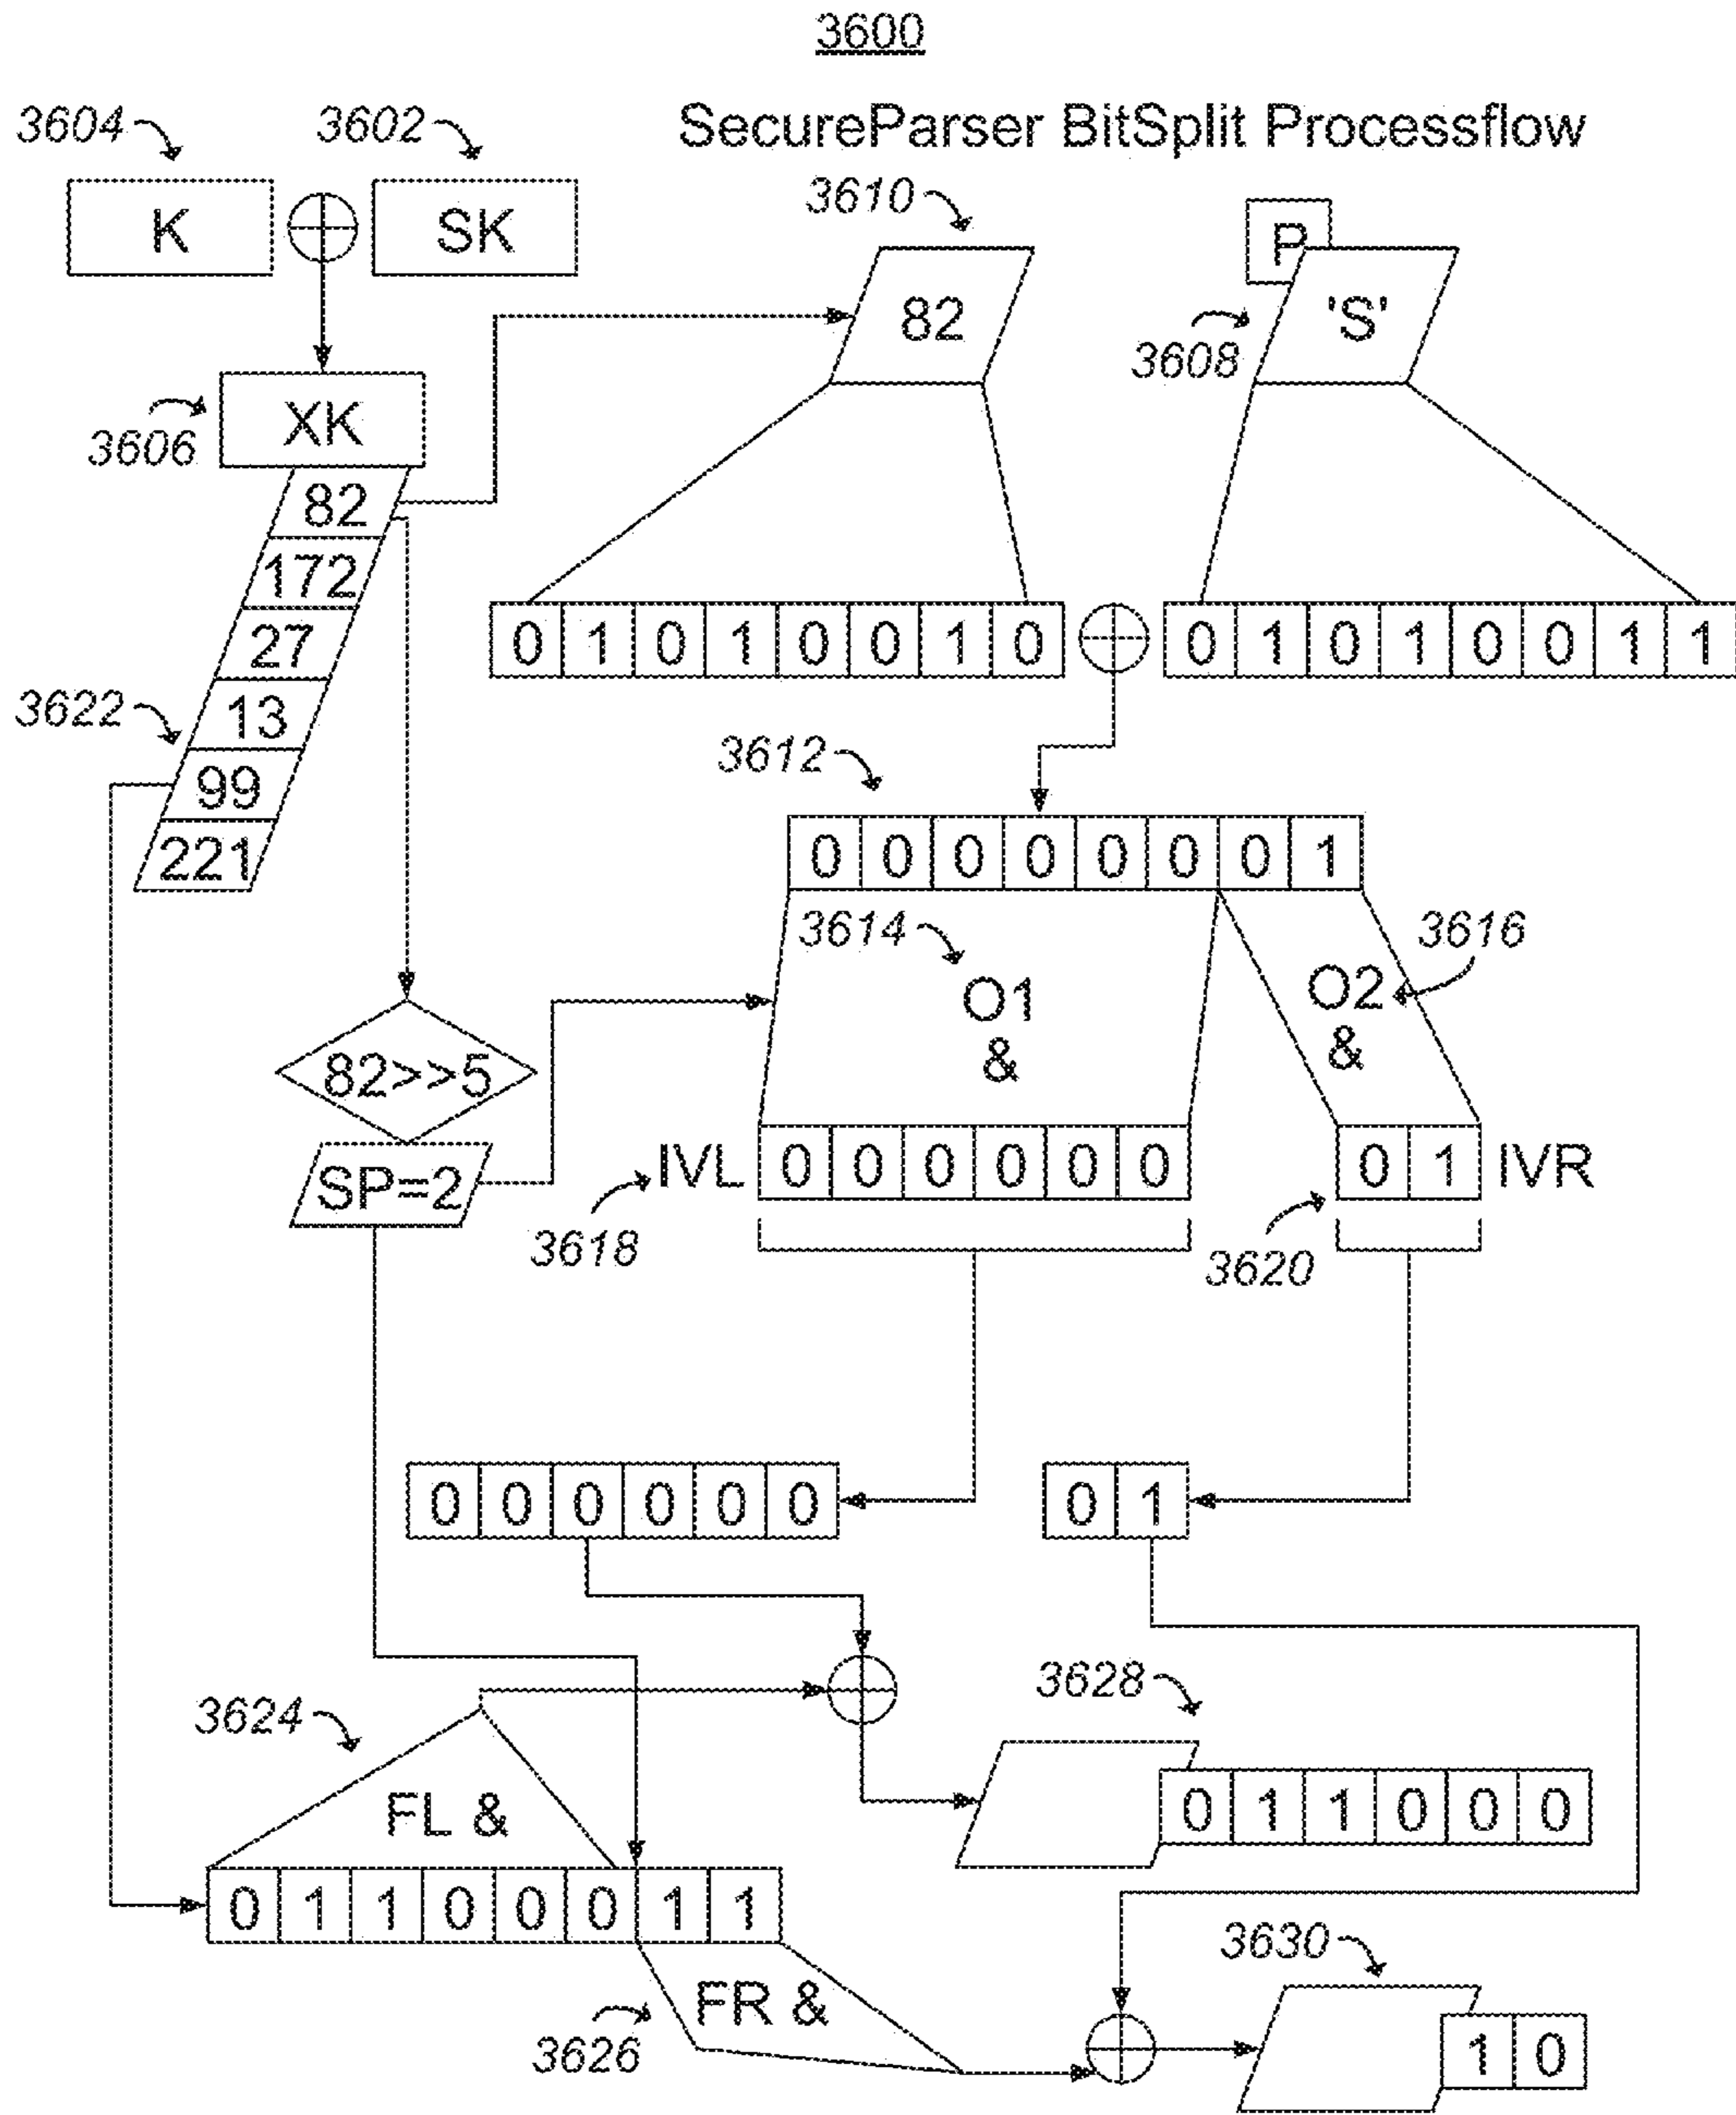 3600
SecureParser BitSplit Processflow
3604
3602
3610
K
SK
P
'S'
82
3608
XK
3606
82
172
27
13
99
221
3622
0 1 0 1 0 0 1 0
0 1 0 1 0 0 1 1
3612
0 0 0 0 0 0 0 1
3614
3616
O1
&
O2
&
82>>5
SP=2
IVL
0 0 0 0 0 0
0 1
IVR
3618
3620
0 0 0 0 0 0
0 1
3624
3628
FL &
0 1 1 0 0 0
0 1 1 0 0 0 1 1
3630
FR &
3626
1 0